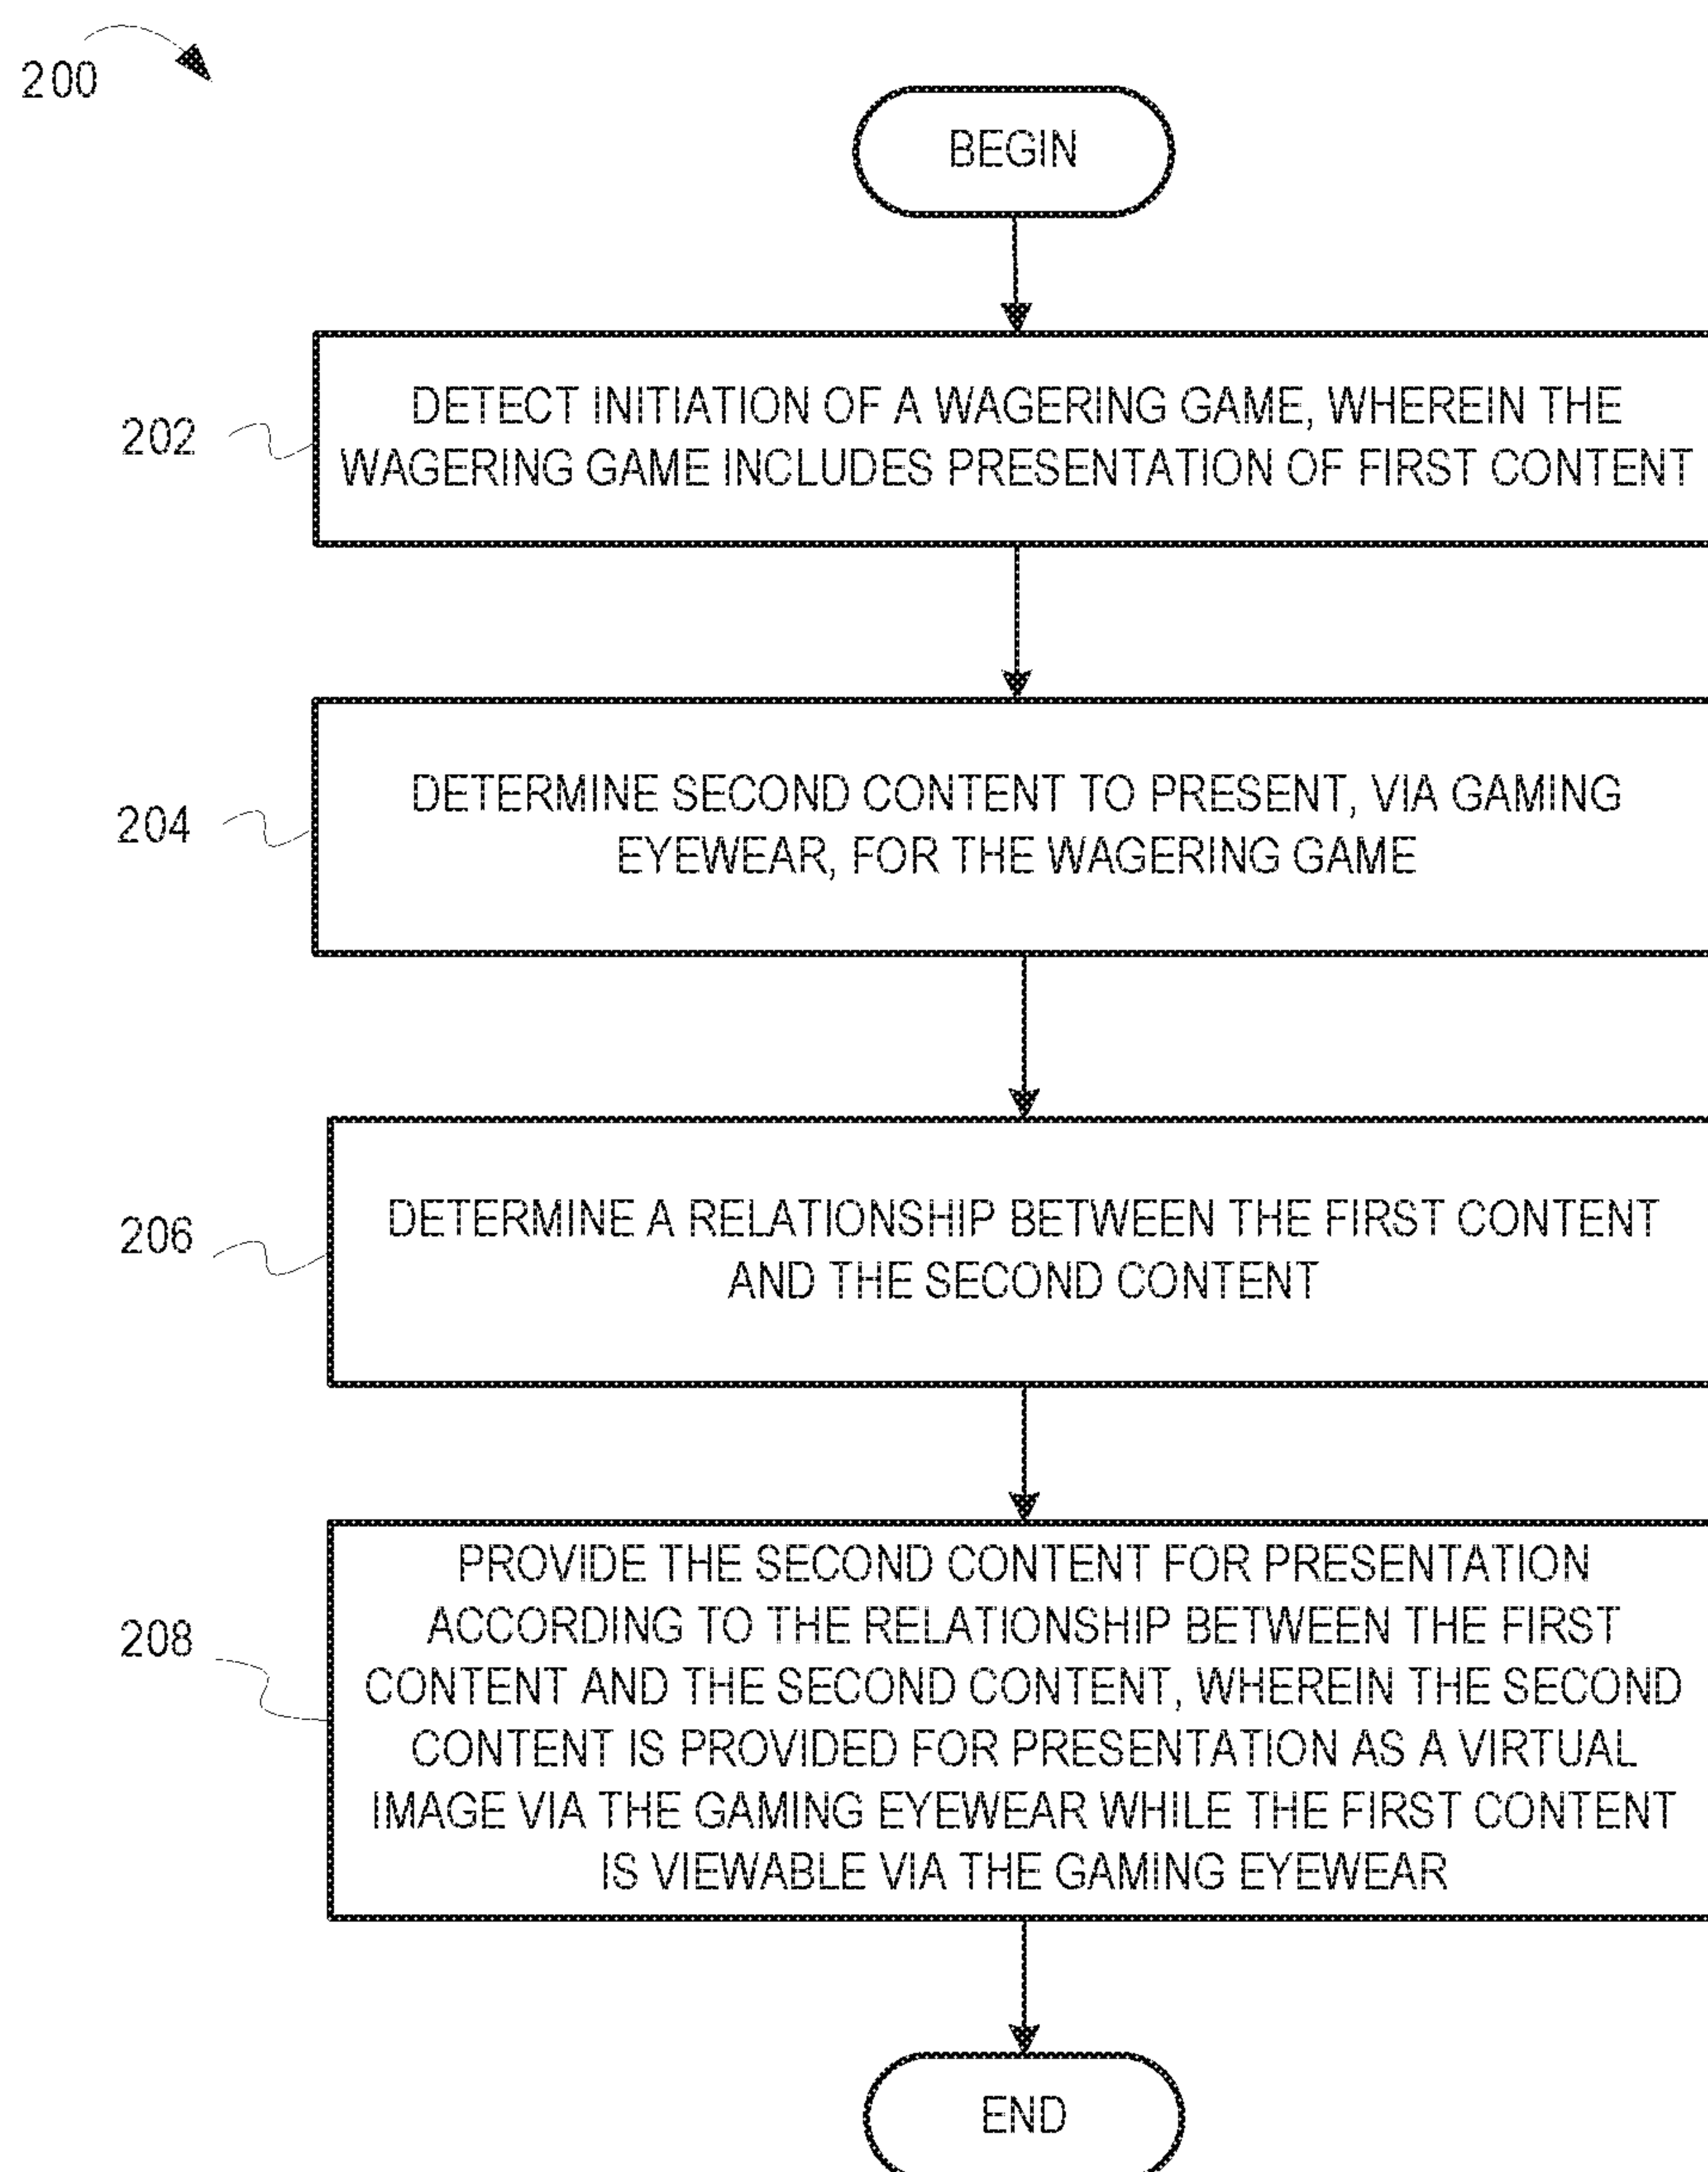 200
BEGIN
202
DETECT INITIATION OF A WAGERING GAME, WHEREIN THE
WAGERING GAME INCLUDES PRESENTATION OF FIRST CONTENT
204
DETERMINE SECOND CONTENT TO PRESENT, VIA GAMING
EYEWEAR, FOR THE WAGERING GAME
206
DETERMINE A RELATIONSHIP BETWEEN THE FIRST CONTENT
AND THE SECOND CONTENT
208
PROVIDE THE SECOND CONTENT FOR PRESENTATION
ACCORDING TO THE RELATIONSHIP BETWEEN THE FIRST
CONTENT AND THE SECOND CONTENT, WHEREIN THE SECOND
CONTENT IS PROVIDED FOR PRESENTATION AS A VIRTUAL
IMAGE VIA THE GAMING EYEWEAR WHILE THE FIRST CONTENT
IS VIEWABLE VIA THE GAMING EYEWEAR
END